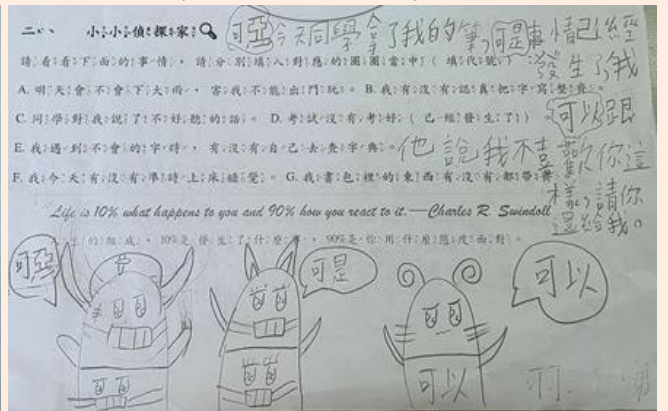 二、 小小偵探家
可惡今天同學拿了我的筆，可是事情已經發生了，我可以跟他說我不喜歡你這樣，請你還給我。
請看看下面的事情，請分別填入對應的圈圈當中（填代號）
A. 明天會不會下大雨，害我不能出門玩。B. 我有沒有認真把字寫整齊。
C. 同學對我說了不好聽的話。D. 考試沒有考好（已經發生了）
E. 我遇到不會的字時，有沒有自己去查字典。
F. 我今天有沒有準時上床睡覺。G. 我書包裡的東西有沒有都帶齊
"Life is 10% what happens to you and 90% how you react to it. —Charles R. Swindoll
生的組成，10%是發生了什麼事，90%是你用什麼態度面對。
可惡
可是
可以
可以